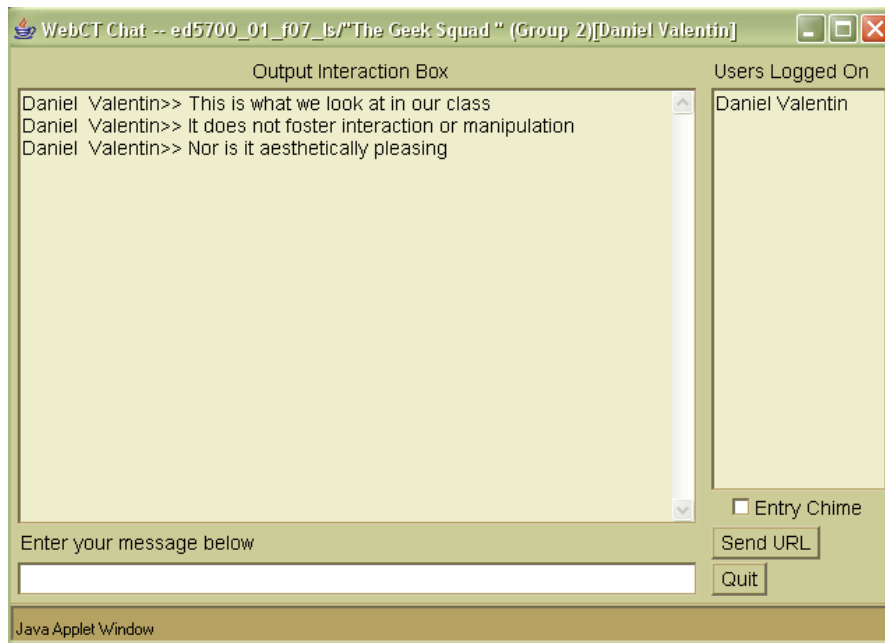 WebCT Chat -- ed5700_01_f07_ls/"The Geek Squad " (Group 2)[Daniel Valentin]
Output Interaction Box
Users Logged On
Daniel Valentin>> This is what we look at in our class
Daniel Valentin>> It does not foster interaction or manipulation
Daniel Valentin>> Nor is it aesthetically pleasing
Daniel Valentin
Entry Chime
Enter your message below
Send URL
Quit
Java Applet Window